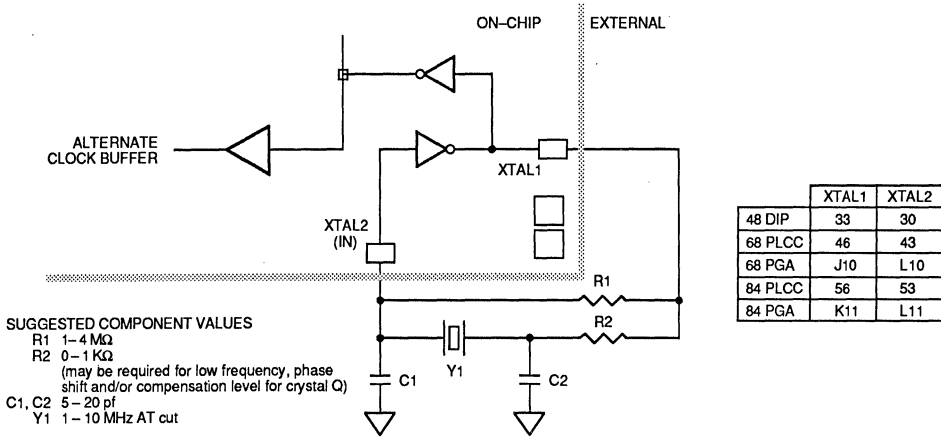 ON–CHIP
EXTERNAL
ALTERNATE
CLOCK BUFFER
XTAL1
XTAL2
(IN)
R1
R2
Y1
C1
C2
SUGGESTED COMPONENT VALUES
R1 1–4 MΩ
R2 0–1 KΩ
(may be required for low frequency, phase
shift and/or compensation level for crystal Q)
C1, C2 5–20 pf
Y1 1–10 MHz AT cut
XTAL1 XTAL2
48 DIP 33 30
68 PLCC 46 43
68 PGA J10 L10
84 PLCC 56 53
84 PGA K11 L11